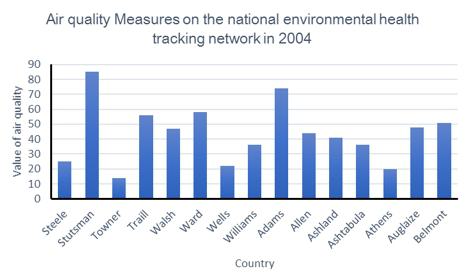 Air quality Measures on the national environmental health
tracking network in 2004
Value of air quality
90
80
70
60
50
40
30
20
10
0
Steele
Stutsman
Towner
Traill
Walsh
Ward
Wells
Williams
Adams
Allen
Ashland
Ashtabula
Athens
Auglaize
Belmont
Country